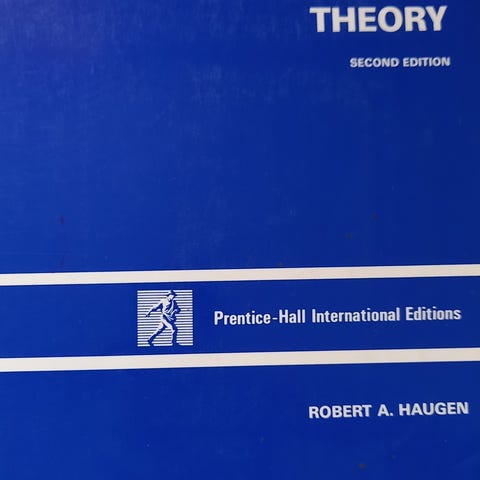 THEORY
SECOND EDITION
Prentice-Hall International Editions
ROBERT A. HAUGEN